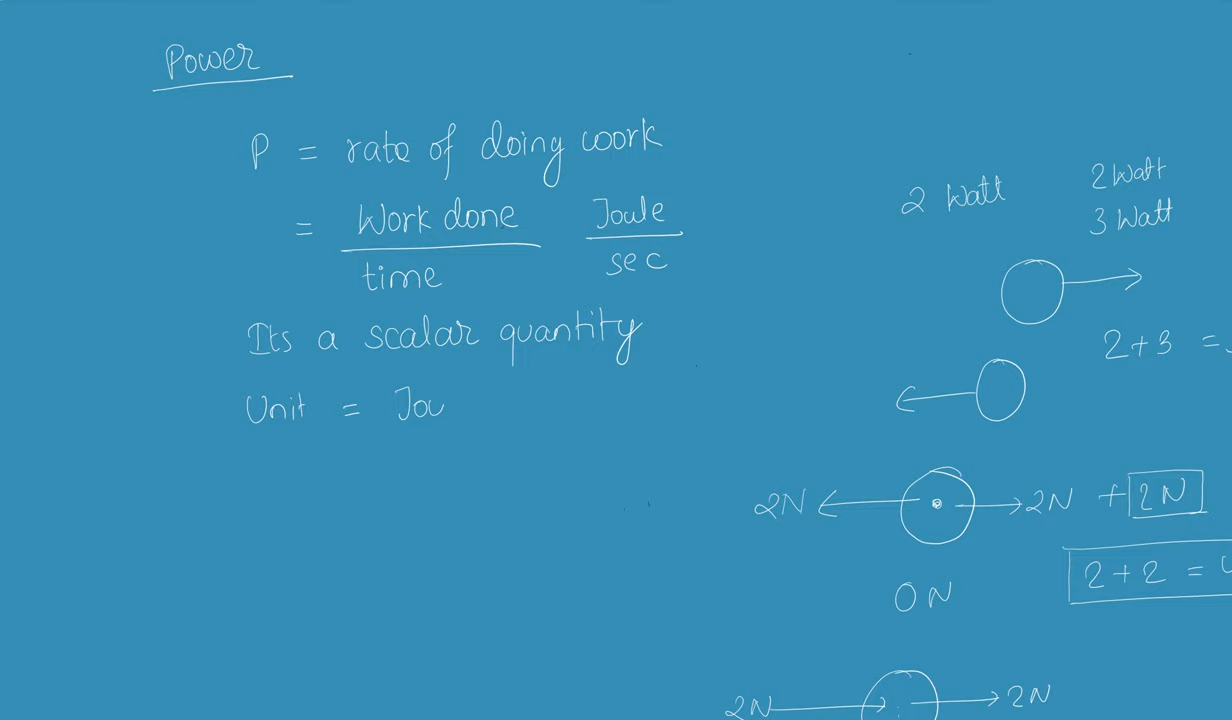 Power
P = rate of doing work
= Work done Joule
time sec
Its a scalar quantity
Unit = Jou
2 Watt
2 Watt
3 Watt
2 + 3 =
2N 2N + 2N
2 + 2 =
0 N
2N 2N